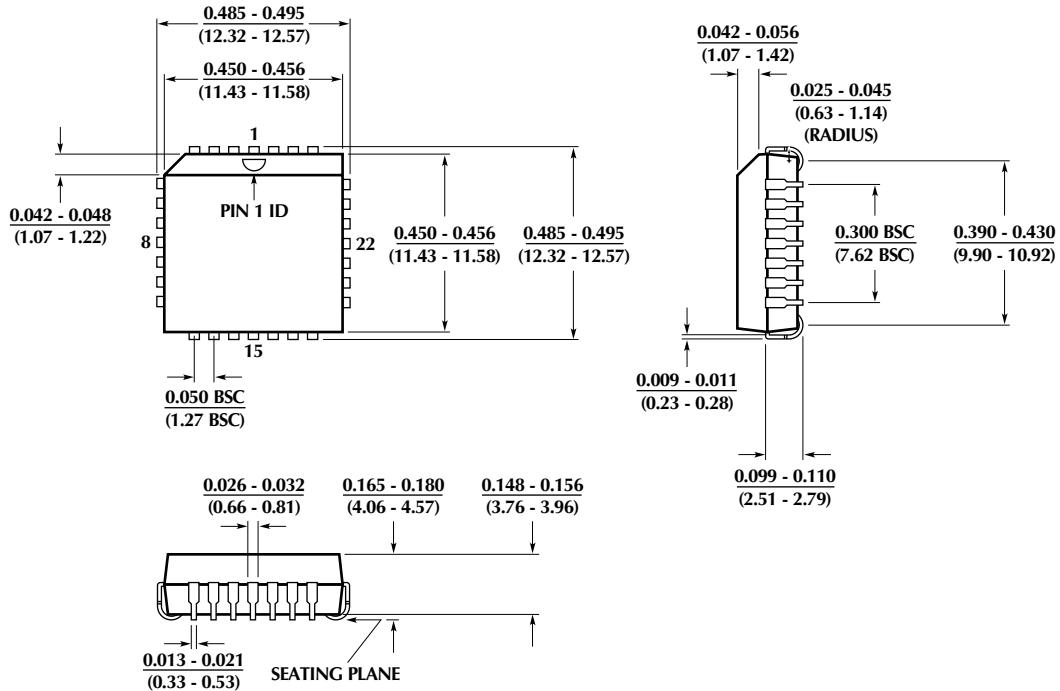 0.485 - 0.495
(12.32 - 12.57)
0.450 - 0.456
(11.43 - 11.58)
1
PIN 1 ID
0.042 - 0.048
(1.07 - 1.22)
8
22
0.450 - 0.456
(11.43 - 11.58)
0.485 - 0.495
(12.32 - 12.57)
15
0.050 BSC
(1.27 BSC)
0.042 - 0.056
(1.07 - 1.42)
0.025 - 0.045
(0.63 - 1.14)
(RADIUS)
0.300 BSC
(7.62 BSC)
0.390 - 0.430
(9.90 - 10.92)
0.009 - 0.011
(0.23 - 0.28)
0.099 - 0.110
(2.51 - 2.79)
0.026 - 0.032
(0.66 - 0.81)
0.165 - 0.180
(4.06 - 4.57)
0.148 - 0.156
(3.76 - 3.96)
0.013 - 0.021
(0.33 - 0.53)
SEATING PLANE